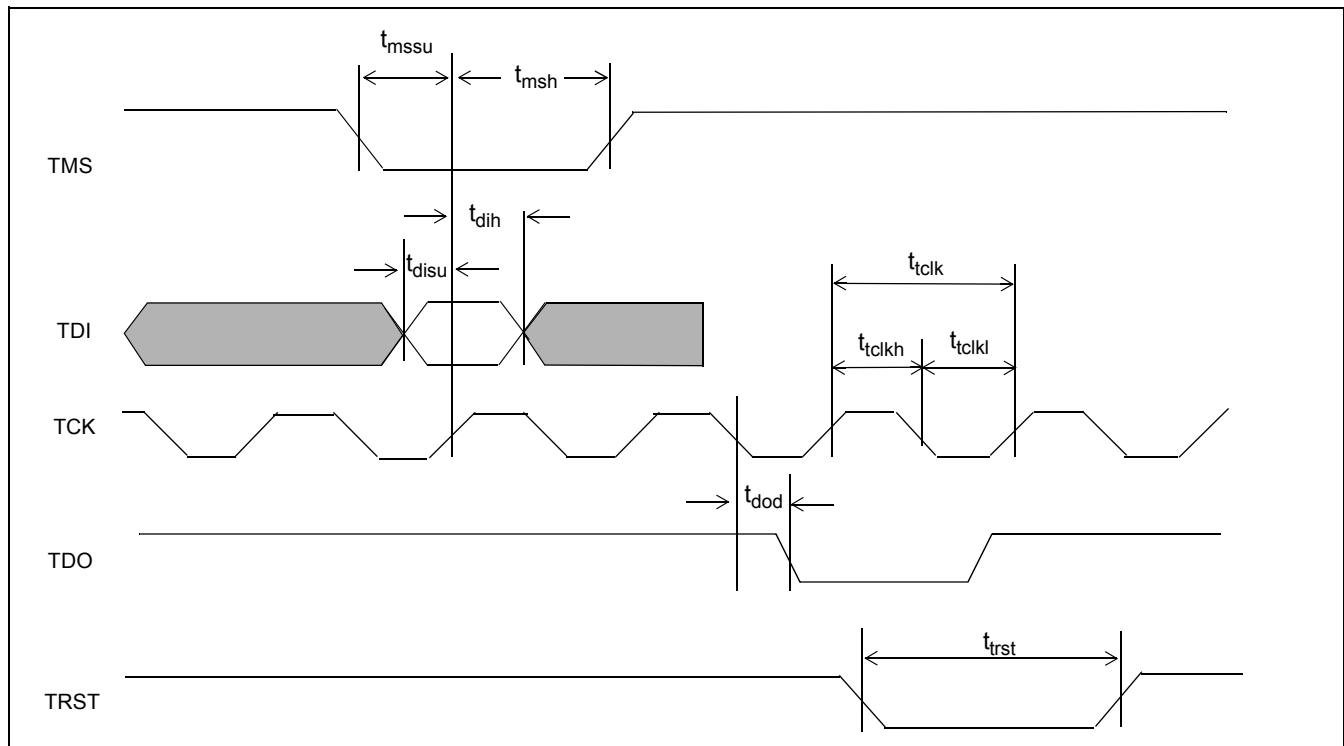 tmssu
tmsh
TMS
tdih
tdisu
ttclk
TDI
ttclkh
ttclkl
TCK
tdod
TDO
ttrst
TRST